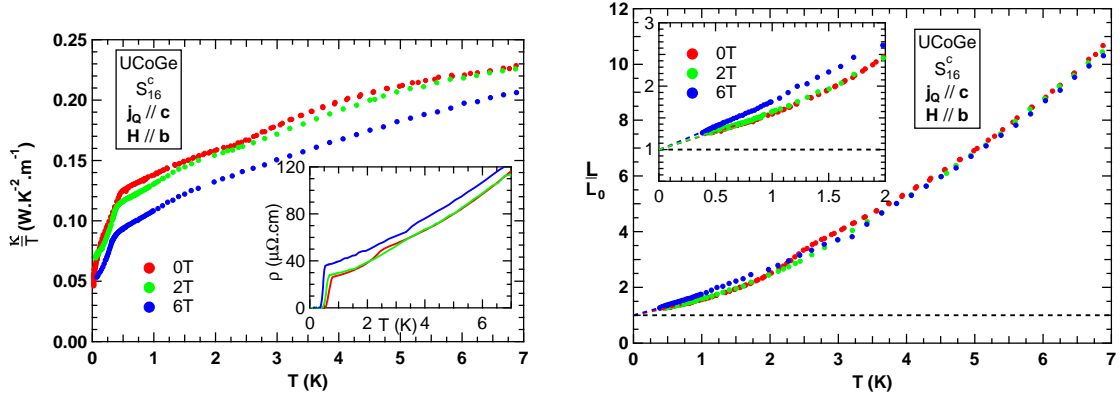 0.25
0.20
0.15
0.10
0.05
0.00
κ/T (W.K⁻².m⁻¹)
UCoGe
S₁₆ᶜ
j_Q // c
H // b
0T
2T
6T
0 1 2 3 4 5 6 7
T (K)
120
80
40
0
ρ (μΩ.cm)
0 2 4 6
T (K)
12
10
8
6
4
2
0
L/L₀
UCoGe
S₁₆ᶜ
j_Q // c
H // b
0 1 2 3 4 5 6 7
T (K)
3
2
1
0T
2T
6T
0 0.5 1 1.5 2